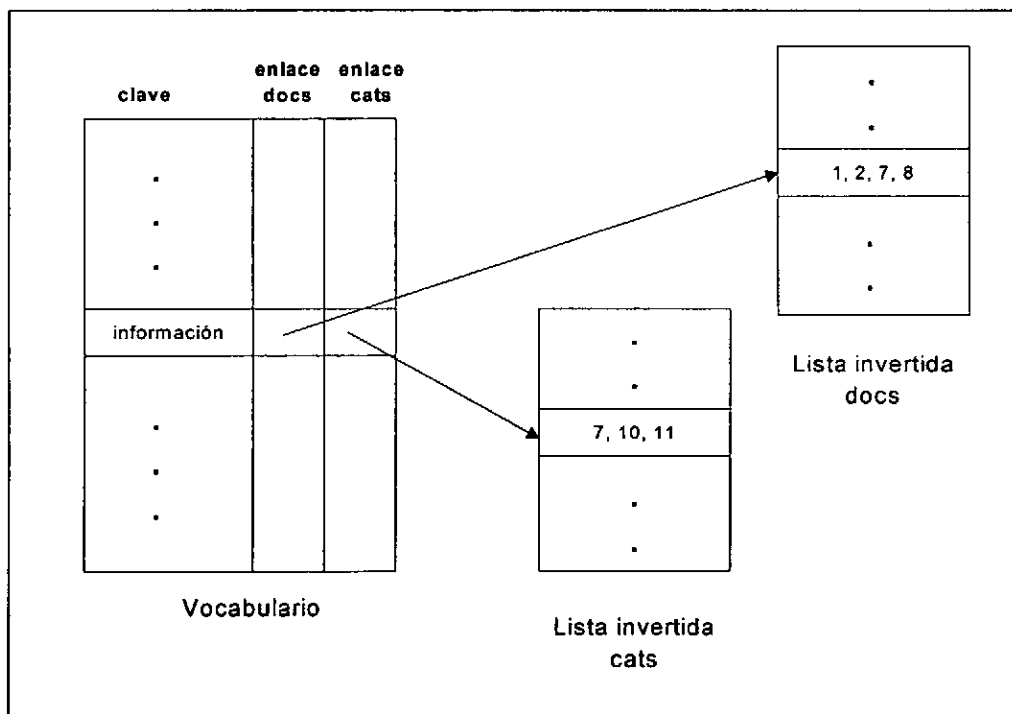 clave
enlace
docs
enlace
cats
información
Vocabulario
1, 2, 7, 8
Lista invertida
docs
7, 10, 11
Lista invertida
cats